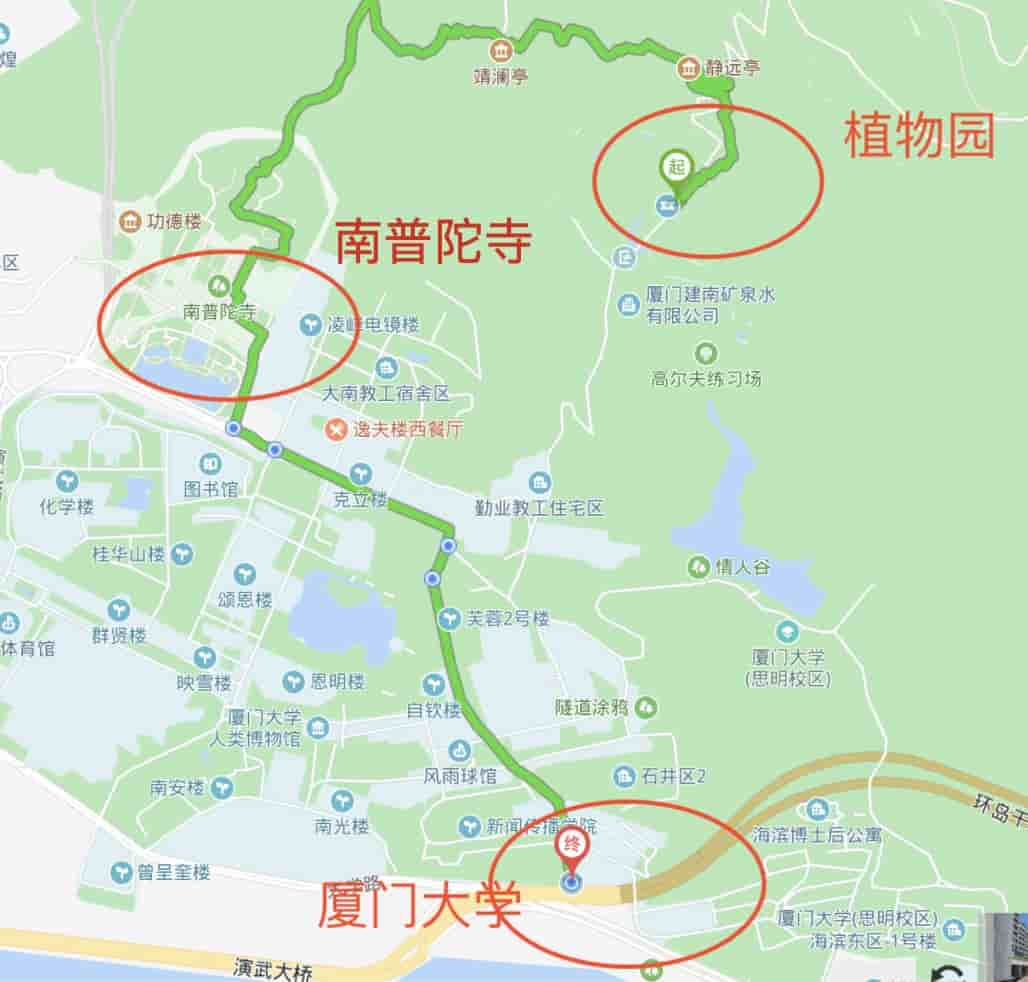 靖澜亭
静远亭
植物园
起
功德楼
南普陀寺
区
南普陀寺
凌峰电镜楼
厦门建南矿泉水
有限公司
大南教工宿舍区
高尔夫练习场
逸夫楼西餐厅
图书馆
克立楼
化学楼
勤业教工住宅区
桂华山楼
情人谷
颂恩楼
芙蓉2号楼
群贤楼
体育馆
厦门大学
(思明校区)
映雪楼
恩明楼
自钦楼
隧道涂鸦
厦门大学
人类博物馆
风雨球馆
石井区2
南安楼
南光楼
新闻传播学院
环岛干
海滨博士后公寓
终
曾呈奎楼
路
厦门大学
厦门大学(思明校区)
海滨东区-1号楼
演武大桥